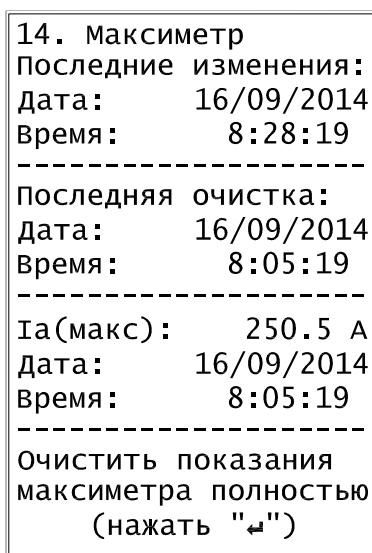 14. Максиметр
Последние изменения:
Дата: 16/09/2014
Время: 8:28:19
--------------------
Последняя очистка:
Дата: 16/09/2014
Время: 8:05:19
--------------------
Ia(макс): 250.5 А
Дата: 16/09/2014
Время: 8:05:19
--------------------
Очистить показания
максиметра полностью
(нажать "↵")